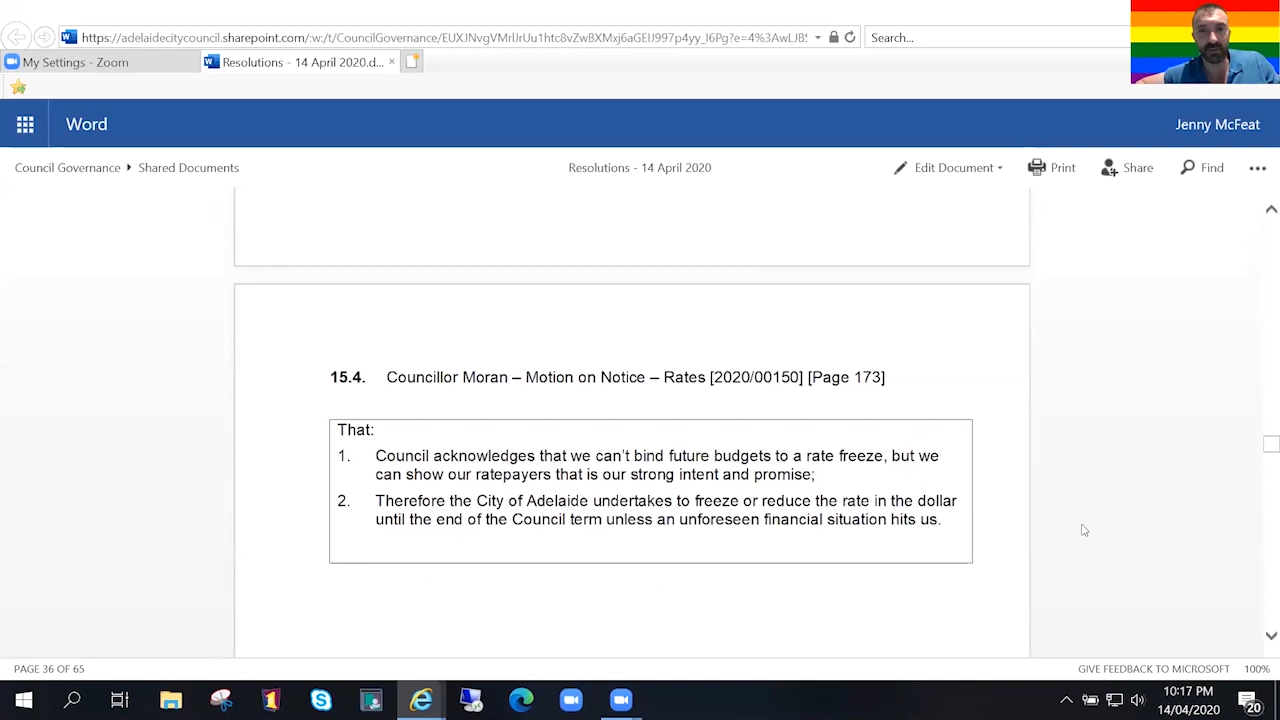 https://adelaidecitycouncil.sharepoint.com/:w:/t/CouncilGovernance/
Search...
My Settings - Zoom
Resolutions - 14 April 2020.d...
Word
Jenny McFeat
Council Governance
Shared Documents
Resolutions - 14 April 2020
Edit Document
Print
Share
Find
15.4. Councillor Moran – Motion on Notice – Rates [2020/00150] [Page 173]
That:
1. Council acknowledges that we can't bind future budgets to a rate freeze, but we
can show our ratepayers that is our strong intent and promise;
2. Therefore the City of Adelaide undertakes to freeze or reduce the rate in the dollar
until the end of the Council term unless an unforeseen financial situation hits us.
PAGE 36 OF 65
GIVE FEEDBACK TO MICROSOFT
100%
10:17 PM
14/04/2020
20